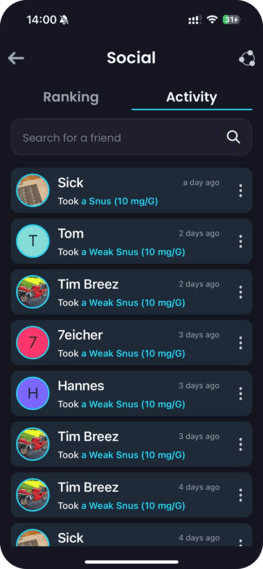 14:00
31+
Social
Ranking
Activity
Search for a friend
Sick
a day ago
Took a Snus (10 mg/G)
T
Tom
2 days ago
Took a Weak Snus (10 mg/G)
Tim Breez
2 days ago
Took a Weak Snus (10 mg/G)
7
7eicher
3 days ago
Took a Weak Snus (10 mg/G)
H
Hannes
3 days ago
Took a Weak Snus (10 mg/G)
Tim Breez
3 days ago
Took a Weak Snus (10 mg/G)
Tim Breez
4 days ago
Took a Weak Snus (10 mg/G)
Sick
4 days ago